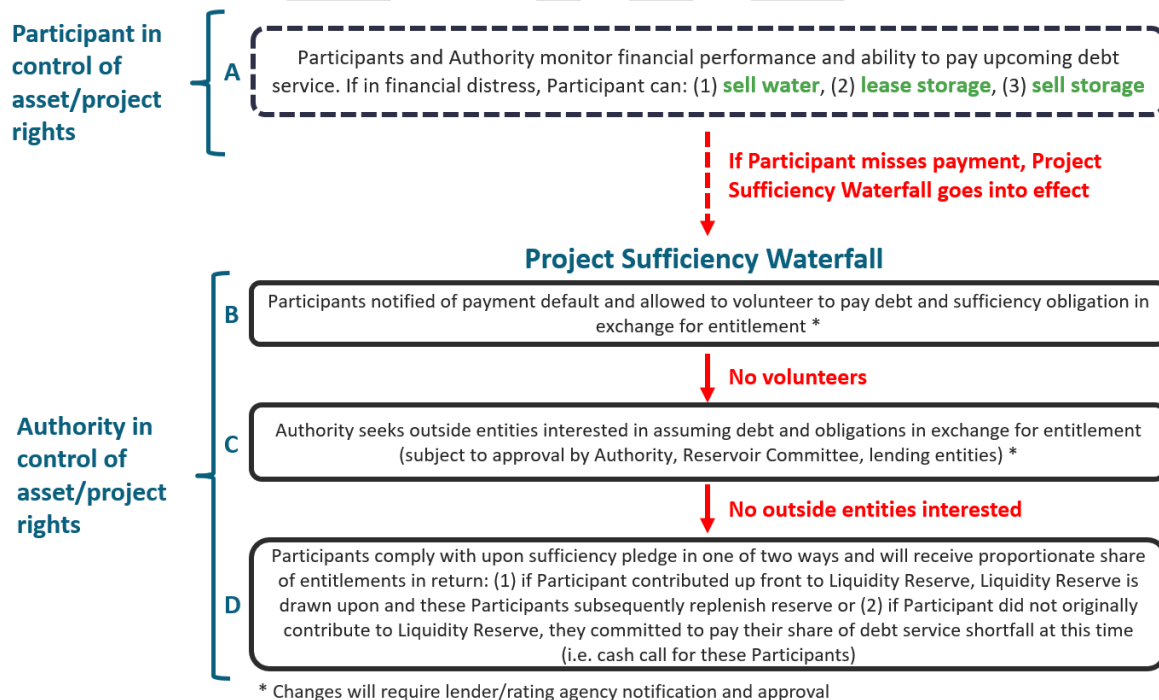 Participant in
control of
asset/project
rights
A
Participants and Authority monitor financial performance and ability to pay upcoming debt
service. If in financial distress, Participant can: (1) sell water, (2) lease storage, (3) sell storage
If Participant misses payment, Project
Sufficiency Waterfall goes into effect
Project Sufficiency Waterfall
Authority in
control of
asset/project
rights
B
Participants notified of payment default and allowed to volunteer to pay debt and sufficiency obligation in
exchange for entitlement *
No volunteers
C
Authority seeks outside entities interested in assuming debt and obligations in exchange for entitlement
(subject to approval by Authority, Reservoir Committee, lending entities) *
No outside entities interested
D
Participants comply with upon sufficiency pledge in one of two ways and will receive proportionate share
of entitlements in return: (1) if Participant contributed up front to Liquidity Reserve, Liquidity Reserve is
drawn upon and these Participants subsequently replenish reserve or (2) if Participant did not originally
contribute to Liquidity Reserve, they committed to pay their share of debt service shortfall at this time
(i.e. cash call for these Participants)
* Changes will require lender/rating agency notification and approval